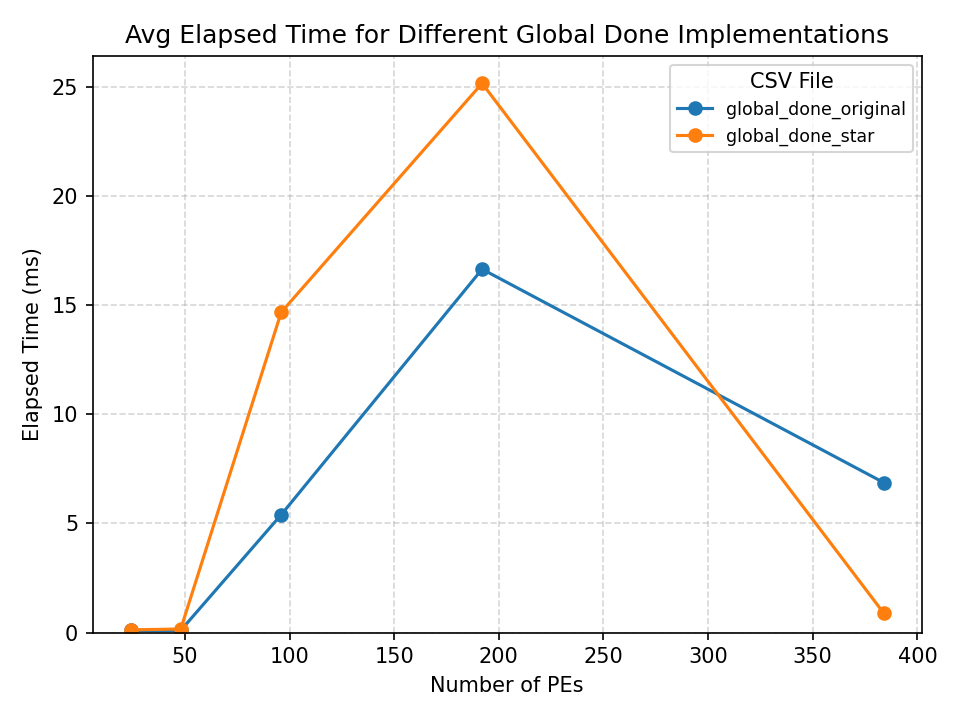 Avg Elapsed Time for Different Global Done Implementations
CSV File
global_done_original
global_done_star
Elapsed Time (ms)
25
20
15
10
5
0
50 100 150 200 250 300 350 400
Number of PEs